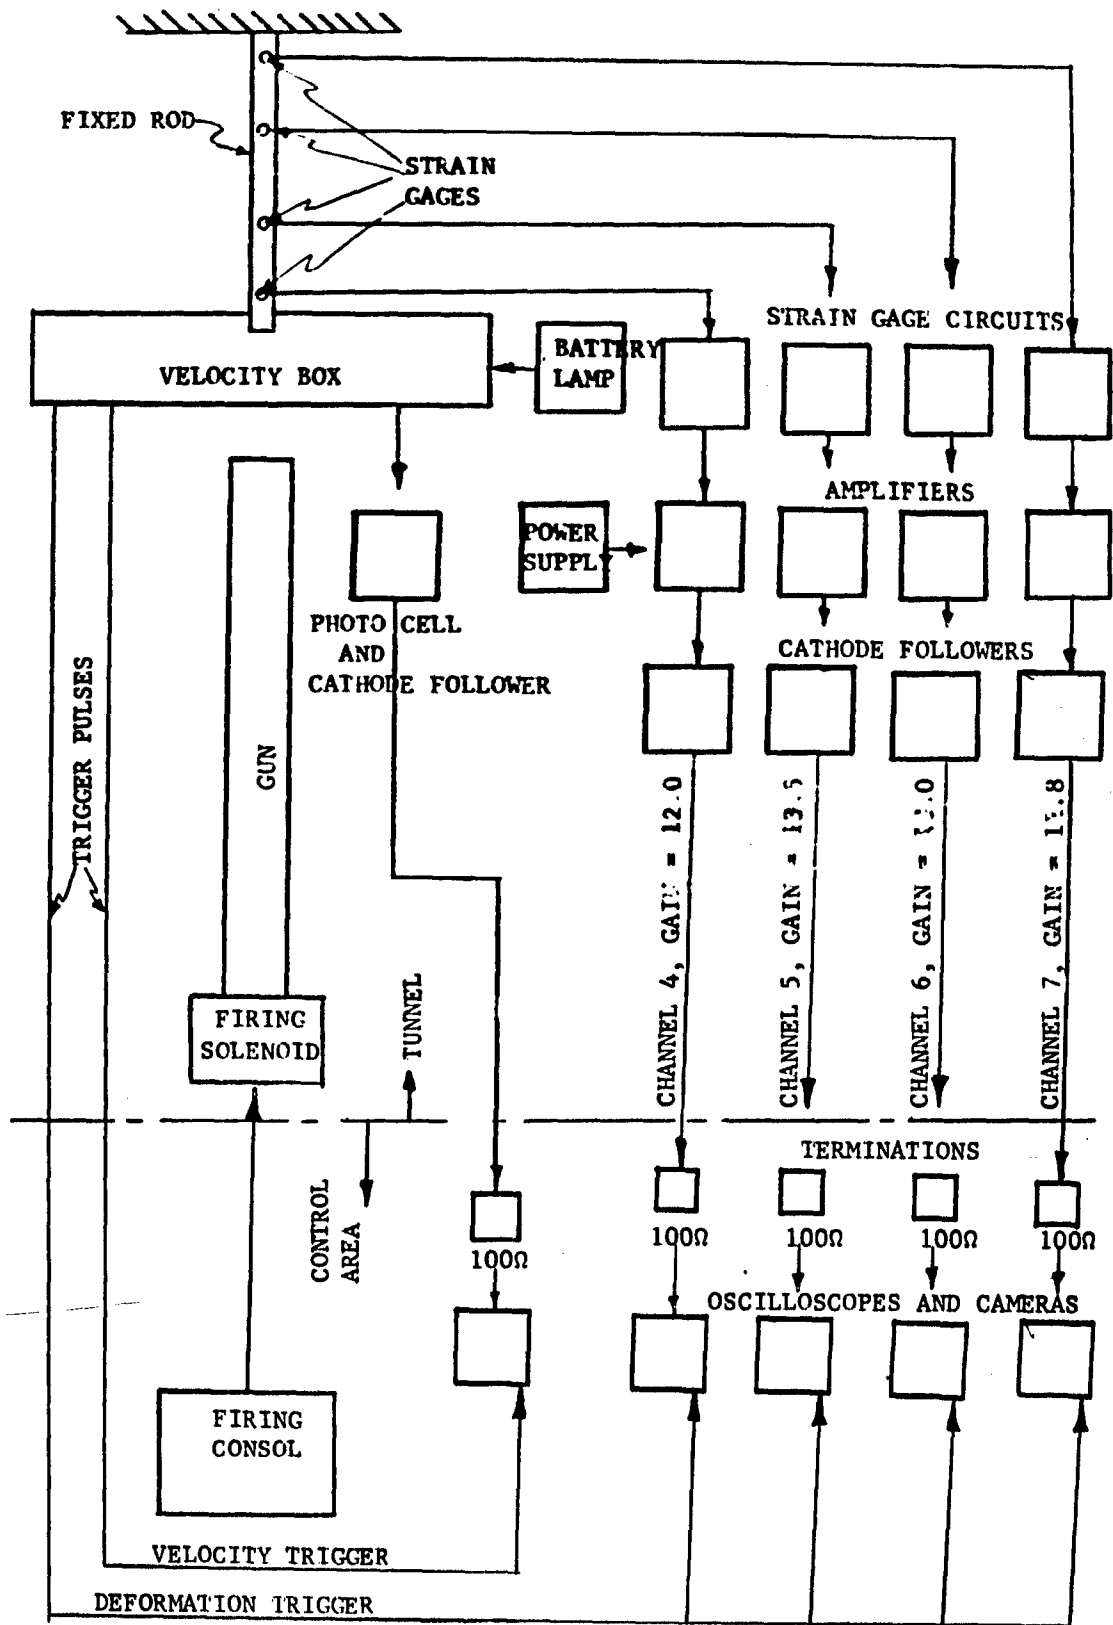 FIXED ROD
STRAIN
GAGES
STRAIN GAGE CIRCUITS
BATTERY
LAMP
VELOCITY BOX
AMPLIFIERS
POWER
SUPPLY
PHOTO CELL
AND
CATHODE FOLLOWER
CATHODE FOLLOWERS
TRIGGER PULSES
GUN
CHANNEL 4, GAIN = 12.0
CHANNEL 5, GAIN = 13.5
CHANNEL 6, GAIN =
CHANNEL 7, GAIN =
FIRING
SOLENOID
TUNNEL
CONTROL
AREA
TERMINATIONS
100Ω
100Ω
100Ω
100Ω
100Ω
OSCILLOSCOPES AND CAMERAS
FIRING
CONSOL
VELOCITY TRIGGER
DEFORMATION TRIGGER